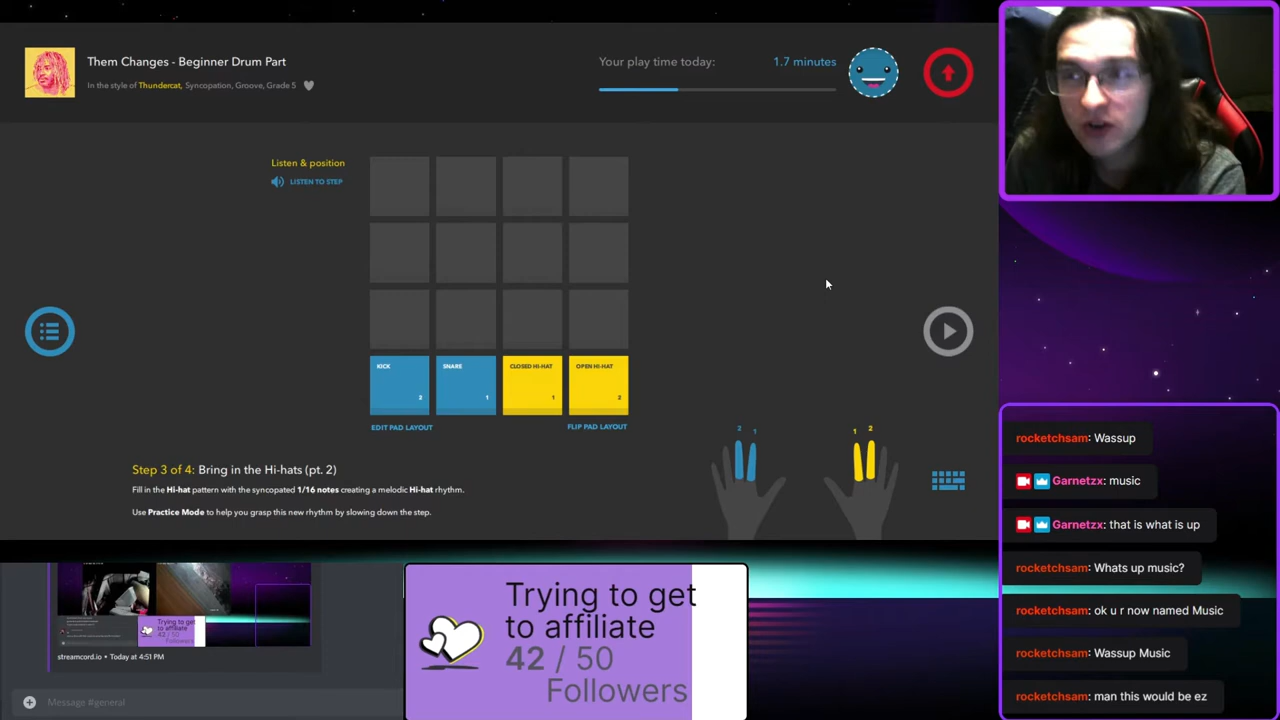 Them Changes - Beginner Drum Part
In the style of Thundercat, Syncopation, Groove, Grade 5
Your play time today:
1.7 minutes
Listen & position
LISTEN TO STEP
KICK
2
SNARE
1
CLOSED HI-HAT
1
OPEN HI-HAT
2
EDIT PAD LAYOUT
FLIP PAD LAYOUT
2 1
1 2
Step 3 of 4: Bring in the Hi-hats (pt. 2)
Fill in the Hi-hat pattern with the syncopated 1/16 notes creating a melodic Hi-hat rhythm.
Use Practice Mode to help you grasp this new rhythm by slowing down the step.
rocketchsam: Wassup
Garnetzx: music
Garnetzx: that is what is up
rocketchsam: Whats up music?
rocketchsam: ok u r now named Music
rocketchsam: Wassup Music
rocketchsam: man this would be ez
streamcord.io • Today at 4:51 PM
Message #general
Trying to get
to affiliate
42 / 50
Followers